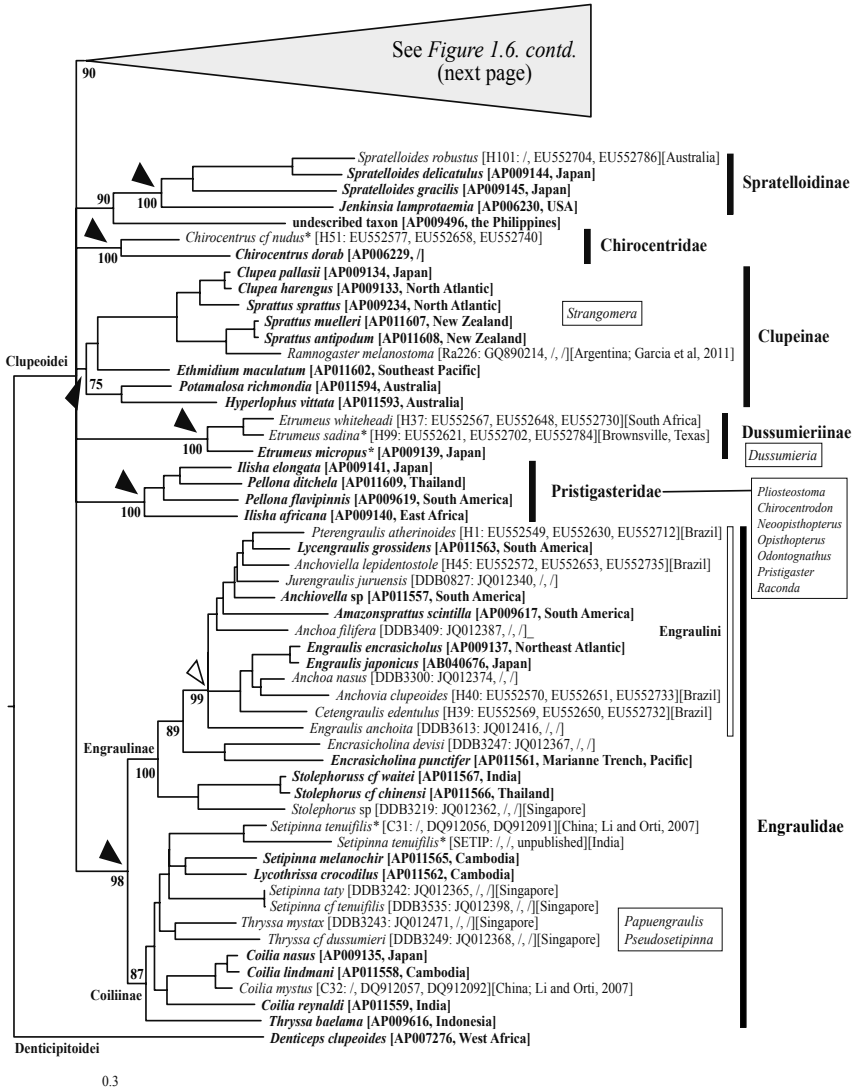 See Figure 1.6. contd.
(next page)
90
Spratelloides robustus [H101: /, EU552704, EU552786][Australia]
Spratelloides delicatulus [AP009144, Japan]
Spratelloides gracilis [AP009145, Japan]
Jenkinsia lamprotaemia [AP006230, USA]
undescribed taxon [AP009496, the Philippines]
90
100
Spratelloidinae
Chirocentrus cf nudus* [H51: EU552577, EU552658, EU552740]
Chirocentrus dorab [AP006229, /]
100
Chirocentridae
Clupea pallasii [AP009134, Japan]
Clupea harengus [AP009133, North Atlantic]
Sprattus sprattus [AP009234, North Atlantic]
Sprattus muelleri [AP011607, New Zealand]
Sprattus antipodum [AP011608, New Zealand]
Ramnogaster melanostoma [Ra226: GQ890214, /, /][Argentina; Garcia et al, 2011]
Ethmidium maculatum [AP011602, Southeast Pacific]
Potamalosa richmondia [AP011594, Australia]
Hyperlophus vittata [AP011593, Australia]
Strangomera
Clupeinae
Clupeoidei
75
Etrumeus whiteheadi [H37: EU552567, EU552648, EU552730][South Africa]
Etrumeus sadina* [H99: EU552621, EU552702, EU552784][Brownsville, Texas]
Etrumeus micropus* [AP009139, Japan]
100
Dussumieriinae
Dussumieria
Ilisha elongata [AP009141, Japan]
Pellona ditchela [AP011609, Thailand]
Pellona flavipinnis [AP009619, South America]
Ilisha africana [AP009140, East Africa]
100
Pristigasteridae
Pliosteostoma
Chirocentrodon
Neoopisthopterus
Opisthopterus
Odontognathus
Pristigaster
Raconda
Pterengraulis atherinoides [H1: EU552549, EU552630, EU552712][Brazil]
Lycengraulis grossidens [AP011563, South America]
Anchoviella lepidentostole [H45: EU552572, EU552653, EU552735][Brazil]
Jurengraulis juruensis [DDB0827: JQ012340, /, /]
Anchiovella sp [AP011557, South America]
Amazonsprattus scintilla [AP009617, South America]
Anchoa filifera [DDB3409: JQ012387, /, /]_
Engraulis encrasicholus [AP009137, Northeast Atlantic]
Engraulis japonicus [AB040676, Japan]
Anchoa nasus [DDB3300: JQ012374, /, /]
Anchovia clupeoides [H40: EU552570, EU552651, EU552733][Brazil]
Cetengraulis edentulus [H39: EU552569, EU552650, EU552732][Brazil]
Engraulis anchoita [DDB3613: JQ012416, /, /]
Engraulini
99
Encrasicholina devisi [DDB3247: JQ012367, /, /]
Encrasicholina punctifer [AP011561, Marianne Trench, Pacific]
89
Engraulinae
100
Stolephoruss cf waitei [AP011567, India]
Stolephorus cf chinensi [AP011566, Thailand]
Stolephorus sp [DDB3219: JQ012362, /, /][Singapore]
Setipinna tenuifilis* [C31: /, DQ912056, DQ912091][China; Li and Orti, 2007]
Setipinna tenuifilis* [SETIP: /, /, unpublished][India]
Setipinna melanochir [AP011565, Cambodia]
Lycothrissa crocodilus [AP011562, Cambodia]
Setipinna taty [DDB3242: JQ012365, /, /][Singapore]
Setipinna cf tenuifilis [DDB3535: JQ012398, /, /][Singapore]
Thryssa mystax [DDB3243: JQ012471, /, /][Singapore]
Thryssa cf dussumieri [DDB3249: JQ012368, /, /][Singapore]
Coilia nasus [AP009135, Japan]
Coilia lindmani [AP011558, Cambodia]
Coilia mystus [C32: /, DQ912057, DQ912092][China; Li and Orti, 2007]
Coilia reynaldi [AP011559, India]
Thryssa baelama [AP009616, Indonesia]
98
87
Coiliinae
Engraulidae
Papuengraulis
Pseudosetipinna
Denticeps clupeoides [AP007276, West Africa]
Denticipitoidei
0.3